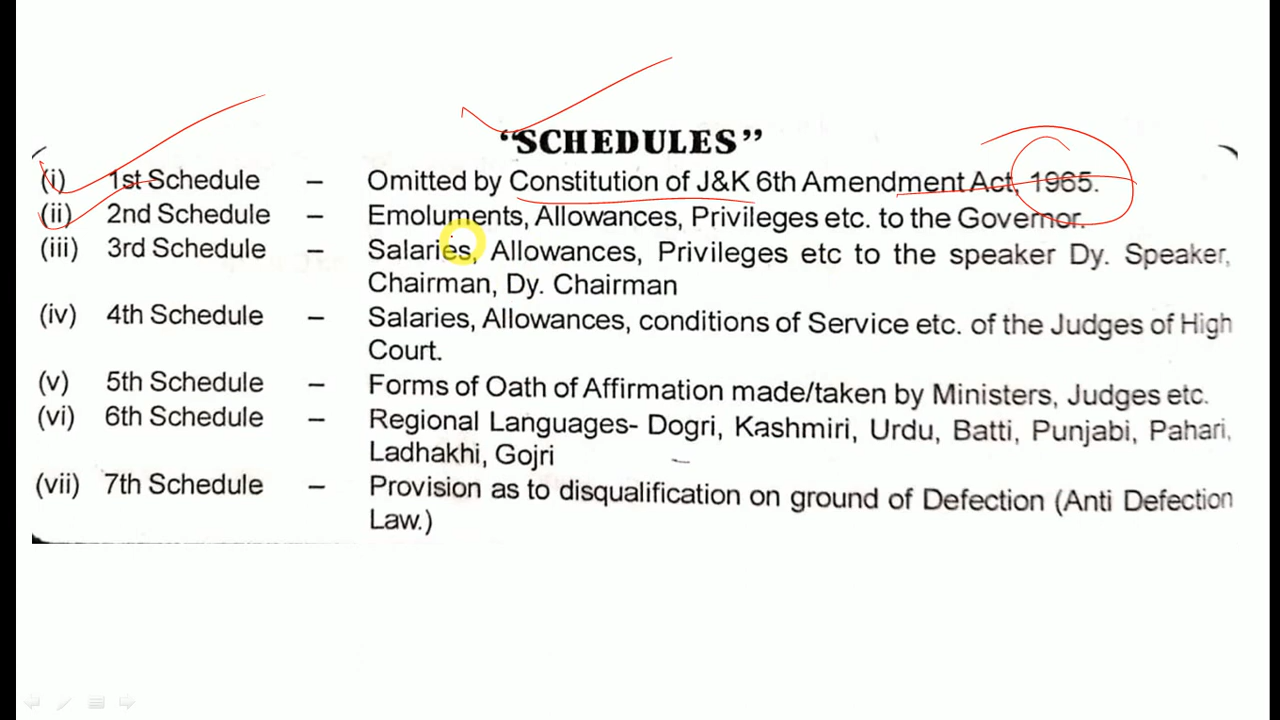 “SCHEDULES”
(i) 1st Schedule – Omitted by Constitution of J&K 6th Amendment Act, 1965.
(ii) 2nd Schedule – Emoluments, Allowances, Privileges etc. to the Governor.
(iii) 3rd Schedule – Salaries, Allowances, Privileges etc to the speaker Dy. Speaker,
Chairman, Dy. Chairman
(iv) 4th Schedule – Salaries, Allowances, conditions of Service etc. of the Judges of High
Court.
(v) 5th Schedule – Forms of Oath of Affirmation made/taken by Ministers, Judges etc.
(vi) 6th Schedule – Regional Languages- Dogri, Kashmiri, Urdu, Batti, Punjabi, Pahari,
Ladhakhi, Gojri
(vii) 7th Schedule – Provision as to disqualification on ground of Defection (Anti Defection
Law.)